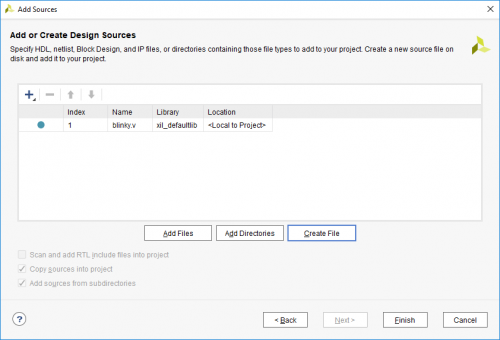 Add Sources
Add or Create Design Sources
Specify HDL, netlist, Block Design, and IP files, or directories containing those file types to add to your project. Create a new source file on
disk and add it to your project.
Index Name Library Location
1 blinky.v xil_defaultlib <Local to Project>
Add Files Add Directories Create File
Scan and add RTL include files into project
Copy sources into project
Add sources from subdirectories
? < Back Next > Finish Cancel